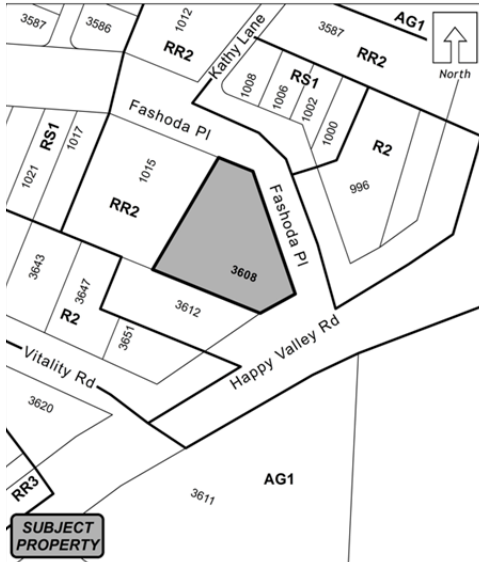 3587
3586
1012
RR2
Kathy Lane
AG1
3587
RR2
North
RS1
1008
1006
1002
1000
R2
996
Fashoda Pl
RS1
1017
1021
1015
RR2
Fashoda Pl
3608
3643
3647
R2
3651
3612
Happy Valley Rd
Vitality Rd
3620
RR3
3611
AG1
SUBJECT
PROPERTY